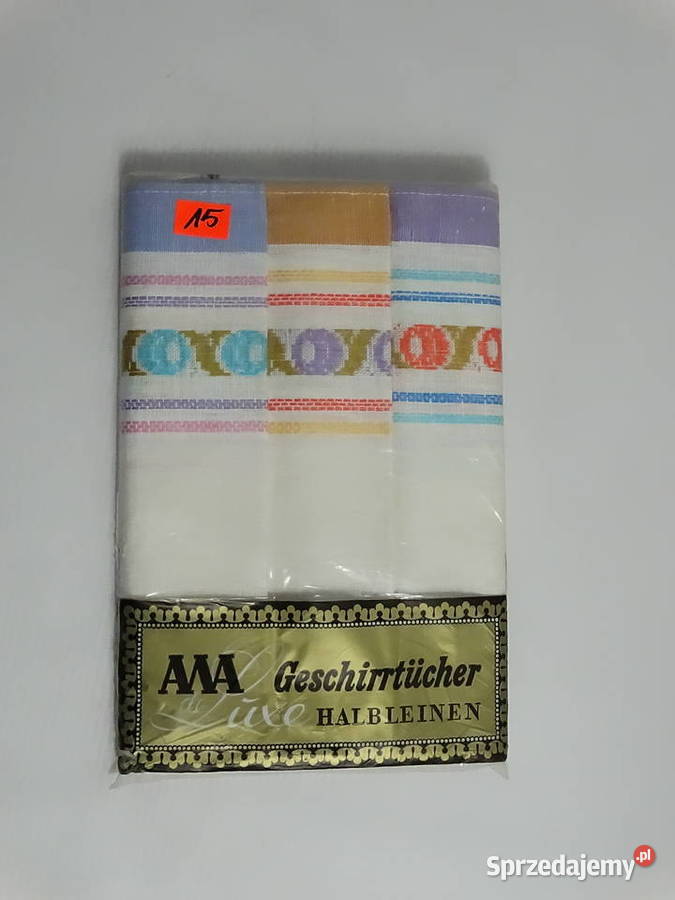 15
AAA Geschirrtücher
de Luxe HALBLEINEN
Sprzedajemy.pl